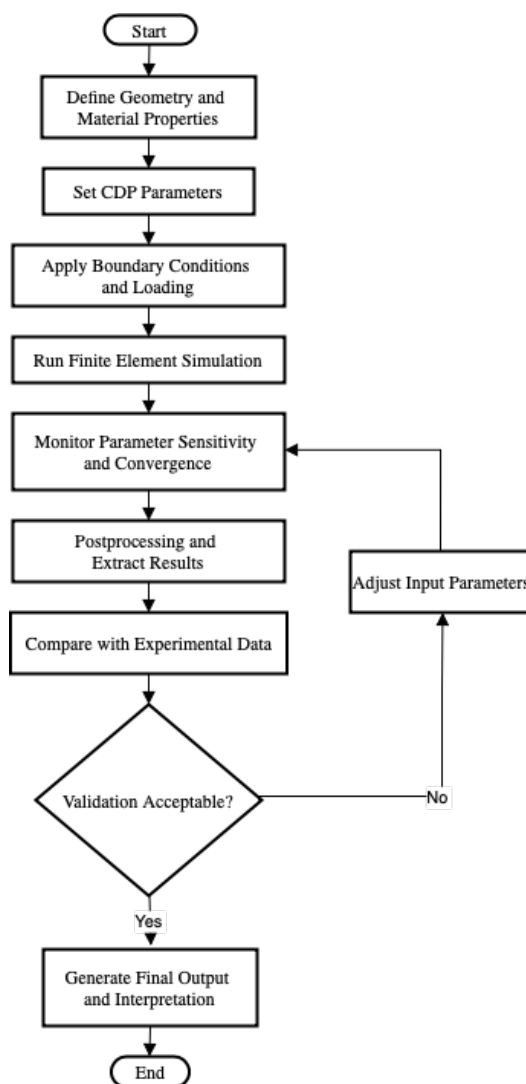 Start
Define Geometry and
Material Properties
Set CDP Parameters
Apply Boundary Conditions
and Loading
Run Finite Element Simulation
Monitor Parameter Sensitivity
and Convergence
Postprocessing and
Extract Results
Adjust Input Parameters
Compare with Experimental Data
Validation Acceptable?
No
Yes
Generate Final Output
and Interpretation
End